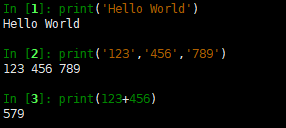 In [1]: print('Hello World')
Hello World
In [2]: print('123','456','789')
123 456 789
In [3]: print(123+456)
579